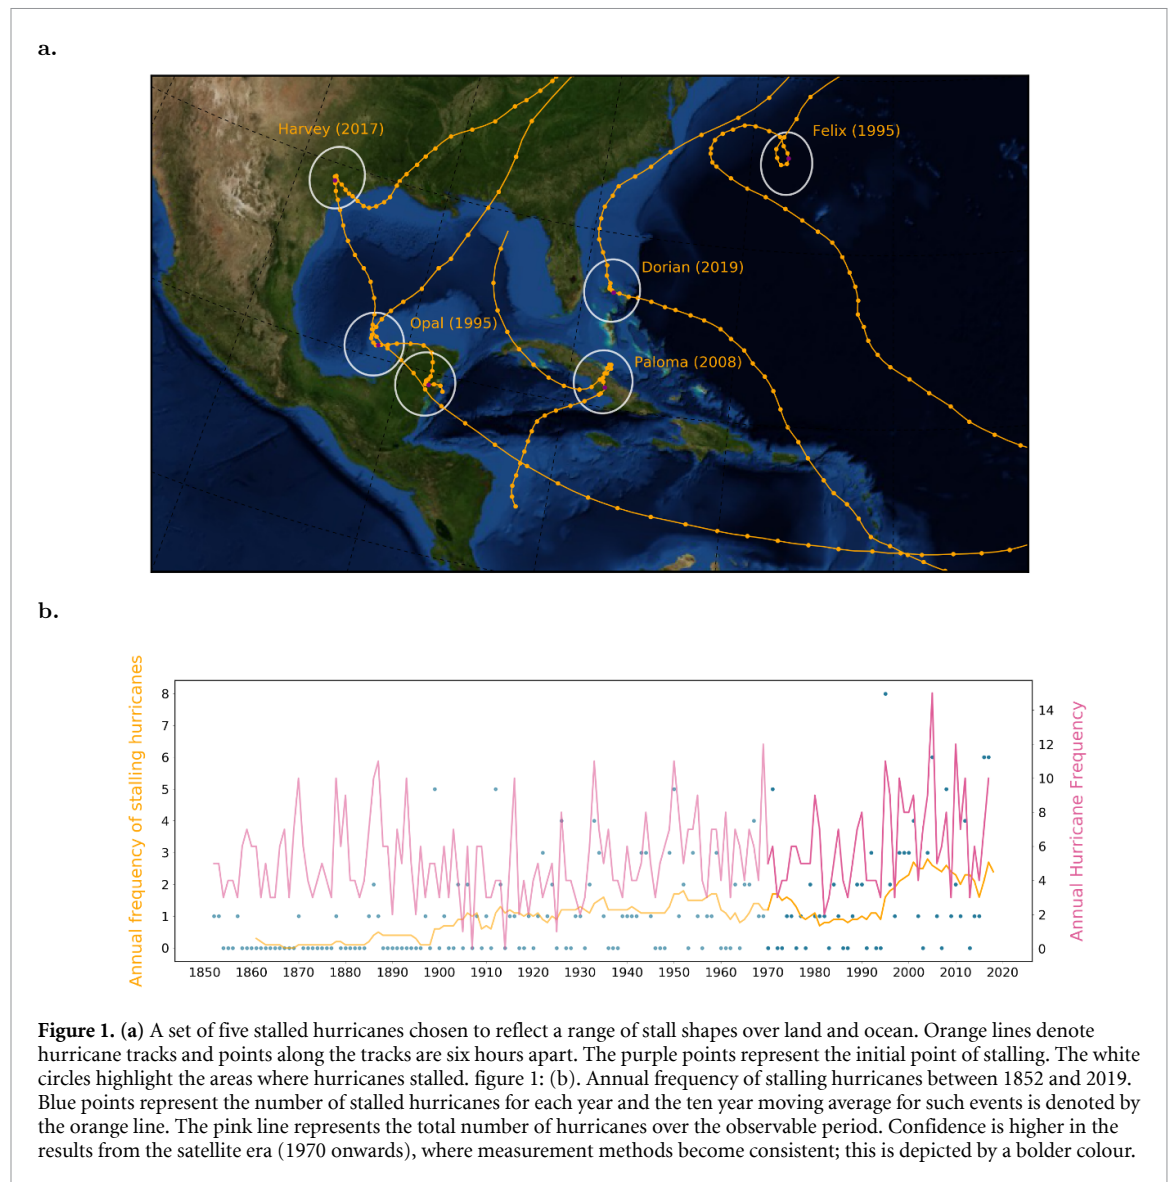 a.
Harvey (2017)
Felix (1995)
Dorian (2019)
Opal (1995)
Paloma (2008)
b.
Annual frequency of stalling hurricanes
8
7
6
5
4
3
2
1
0
14
12
10
8
6
4
2
0
Annual Hurricane Frequency
1850 1860 1870 1880 1890 1900 1910 1920 1930 1940 1950 1960 1970 1980 1990 2000 2010 2020
Figure 1. (a) A set of five stalled hurricanes chosen to reflect a range of stall shapes over land and ocean. Orange lines denote
hurricane tracks and points along the tracks are six hours apart. The purple points represent the initial point of stalling. The white
circles highlight the areas where hurricanes stalled. figure 1: (b). Annual frequency of stalling hurricanes between 1852 and 2019.
Blue points represent the number of stalled hurricanes for each year and the ten year moving average for such events is denoted by
the orange line. The pink line represents the total number of hurricanes over the observable period. Confidence is higher in the
results from the satellite era (1970 onwards), where measurement methods become consistent; this is depicted by a bolder colour.